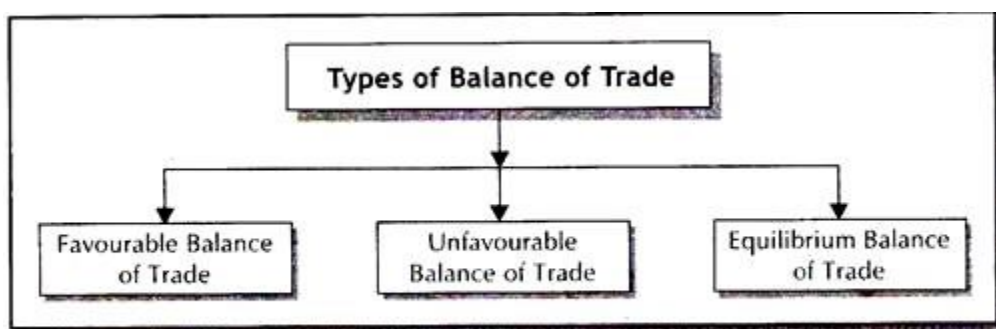 Types of Balance of Trade
Favourable Balance
of Trade
Unfavourable
Balance of Trade
Equilibrium Balance
of Trade